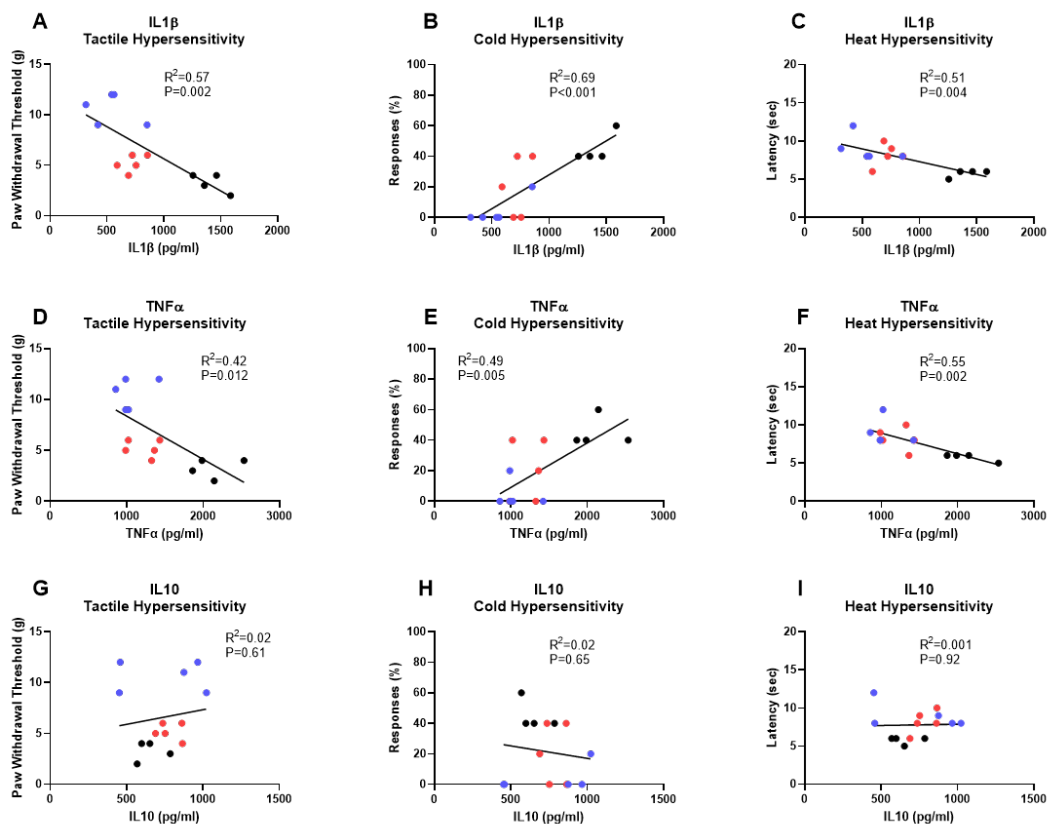 A
IL1β
Tactile Hypersensitivity
Paw Withdrawal Threshold (g)
15
10
5
0
R²=0.57
P=0.002
0
500
1000
1500
2000
IL1β (pg/ml)
B
IL1β
Cold Hypersensitivity
Responses (%)
100
80
60
40
20
0
R²=0.69
P<0.001
0
500
1000
1500
2000
IL1β (pg/ml)
C
IL1β
Heat Hypersensitivity
Latency (sec)
20
15
10
5
0
R²=0.51
P=0.004
0
500
1000
1500
2000
IL1β (pg/ml)
D
TNFα
Tactile Hypersensitivity
Paw Withdrawal Threshold (g)
15
10
5
0
R²=0.42
P=0.012
0
1000
2000
3000
TNFα (pg/ml)
E
TNFα
Cold Hypersensitivity
Responses (%)
100
80
60
40
20
0
R²=0.49
P=0.005
0
1000
2000
3000
TNFα (pg/ml)
F
TNFα
Heat Hypersensitivity
Latency (sec)
20
15
10
5
0
R²=0.55
P=0.002
0
1000
2000
3000
TNFα (pg/ml)
G
IL10
Tactile Hypersensitivity
Paw Withdrawal Threshold (g)
15
10
5
0
R²=0.02
P=0.61
0
500
1000
1500
IL10 (pg/ml)
H
IL10
Cold Hypersensitivity
Responses (%)
100
80
60
40
20
0
R²=0.02
P=0.65
0
500
1000
1500
IL10 (pg/ml)
I
IL10
Heat Hypersensitivity
Latency (sec)
20
15
10
5
0
R²=0.001
P=0.92
0
500
1000
1500
IL10 (pg/ml)